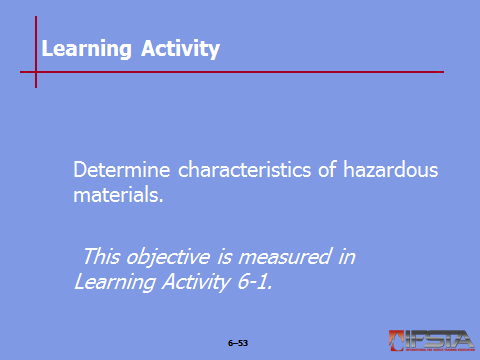 Learning Activity
Determine characteristics of hazardous
materials.
This objective is measured in
Learning Activity 6-1.
6–53
IFSTA